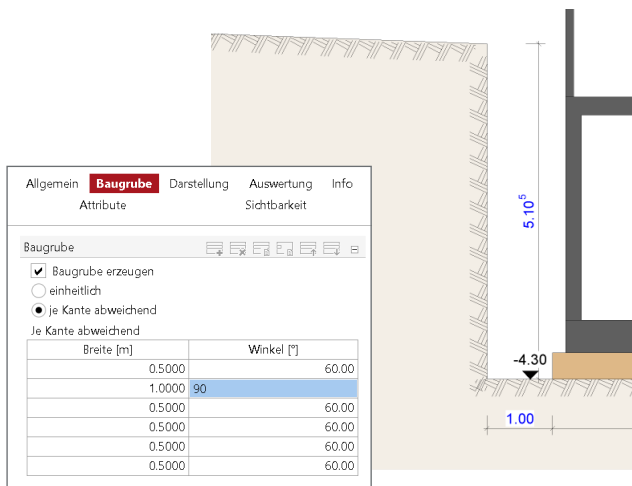 Allgemein Baugrube Darstellung Auswertung Info
Attribute Sichtbarkeit
Baugrube
Baugrube erzeugen
einheitlich
je Kante abweichend
Je Kante abweichend
Breite [m] Winkel [°]
0.5000 60.00
1.0000 90
0.5000 60.00
0.5000 60.00
0.5000 60.00
0.5000 60.00
5.10⁵
-4.30
1.00